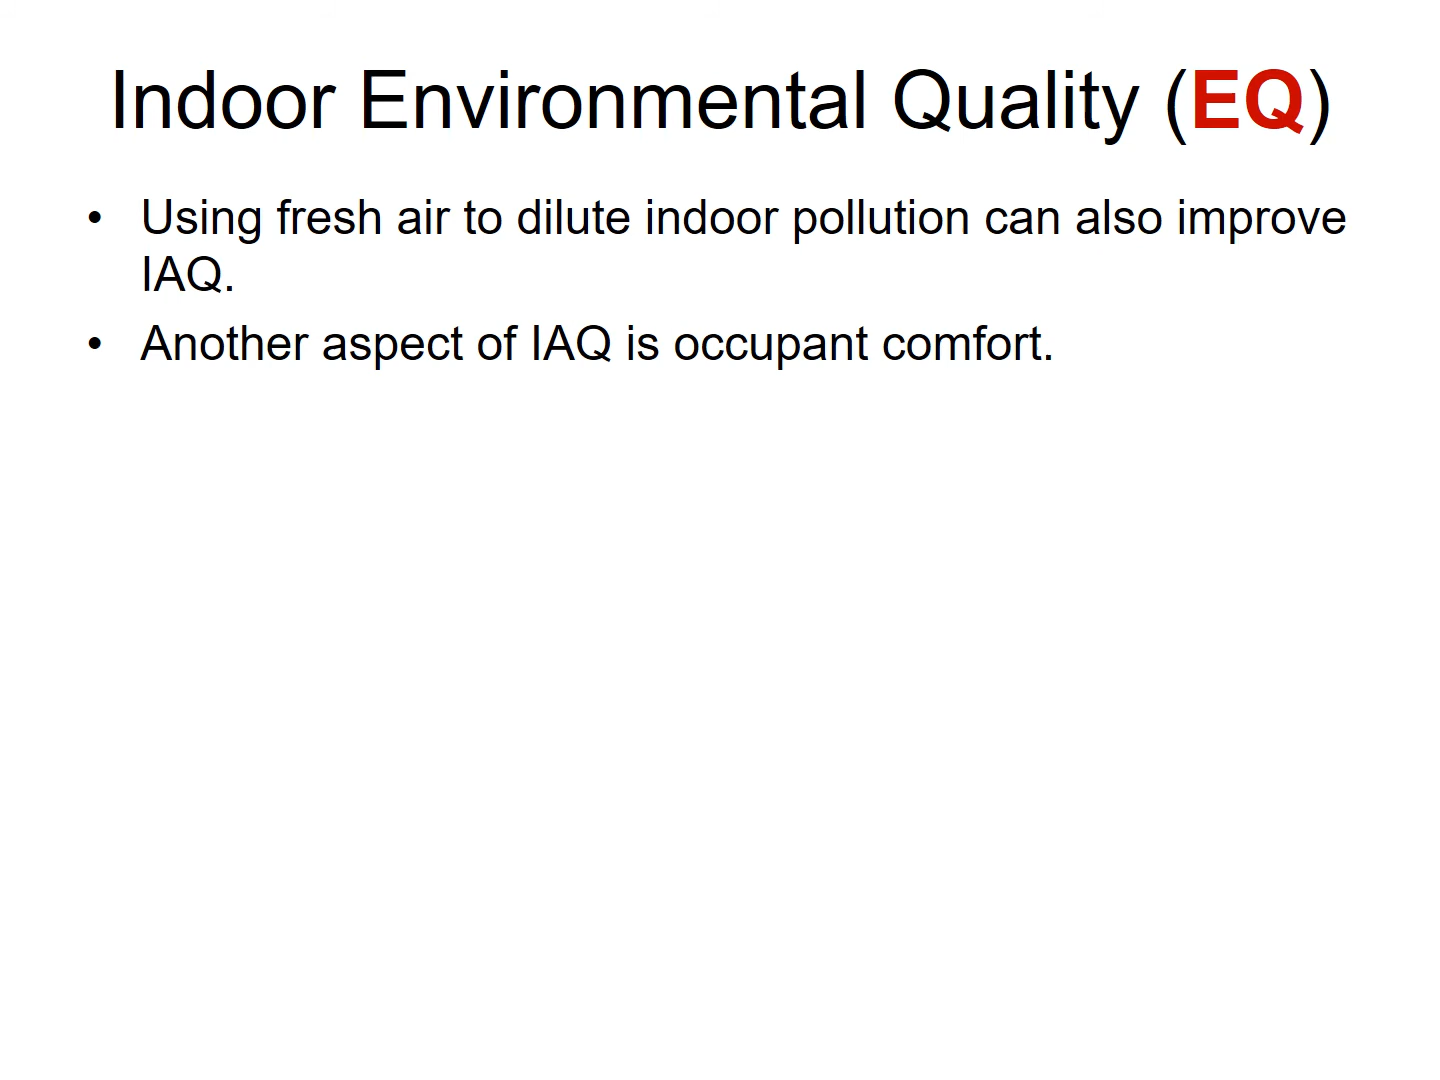 Indoor Environmental Quality (EQ)
• Using fresh air to dilute indoor pollution can also improve
IAQ.
• Another aspect of IAQ is occupant comfort.